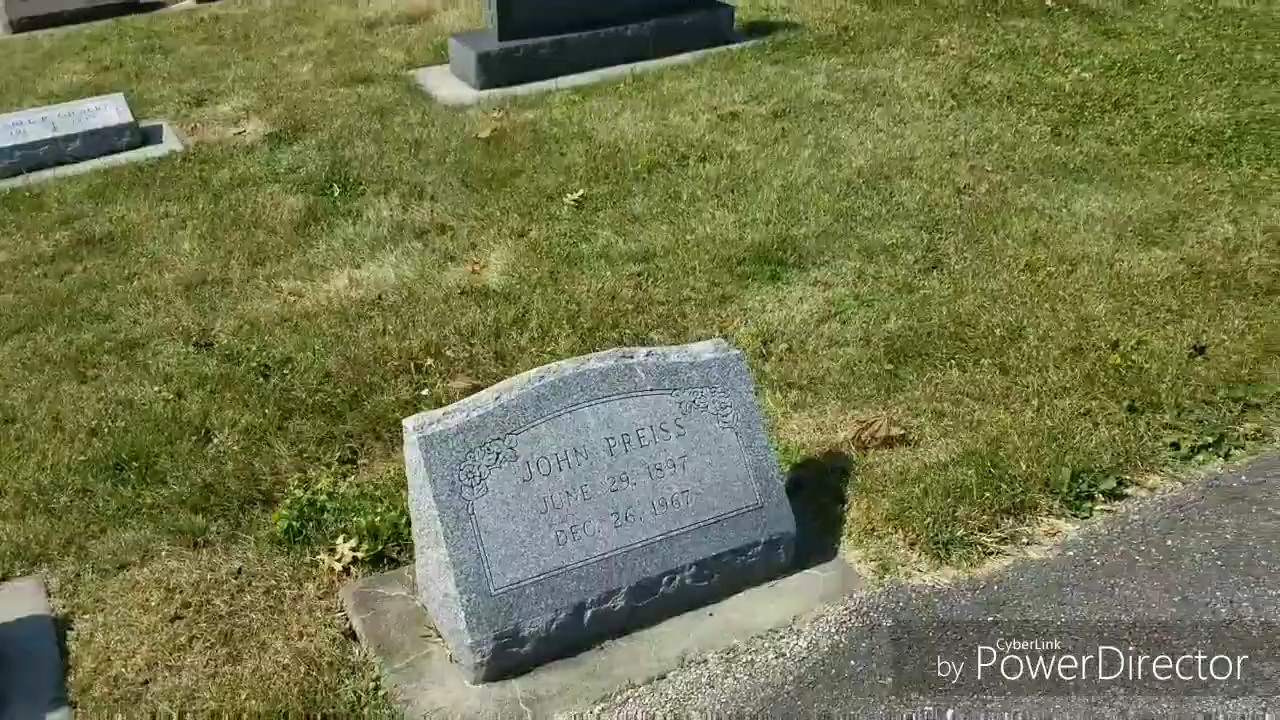 JOHN PREISS
JUNE 29, 1897
DEC. 26, 1967
CyberLink
by PowerDirector